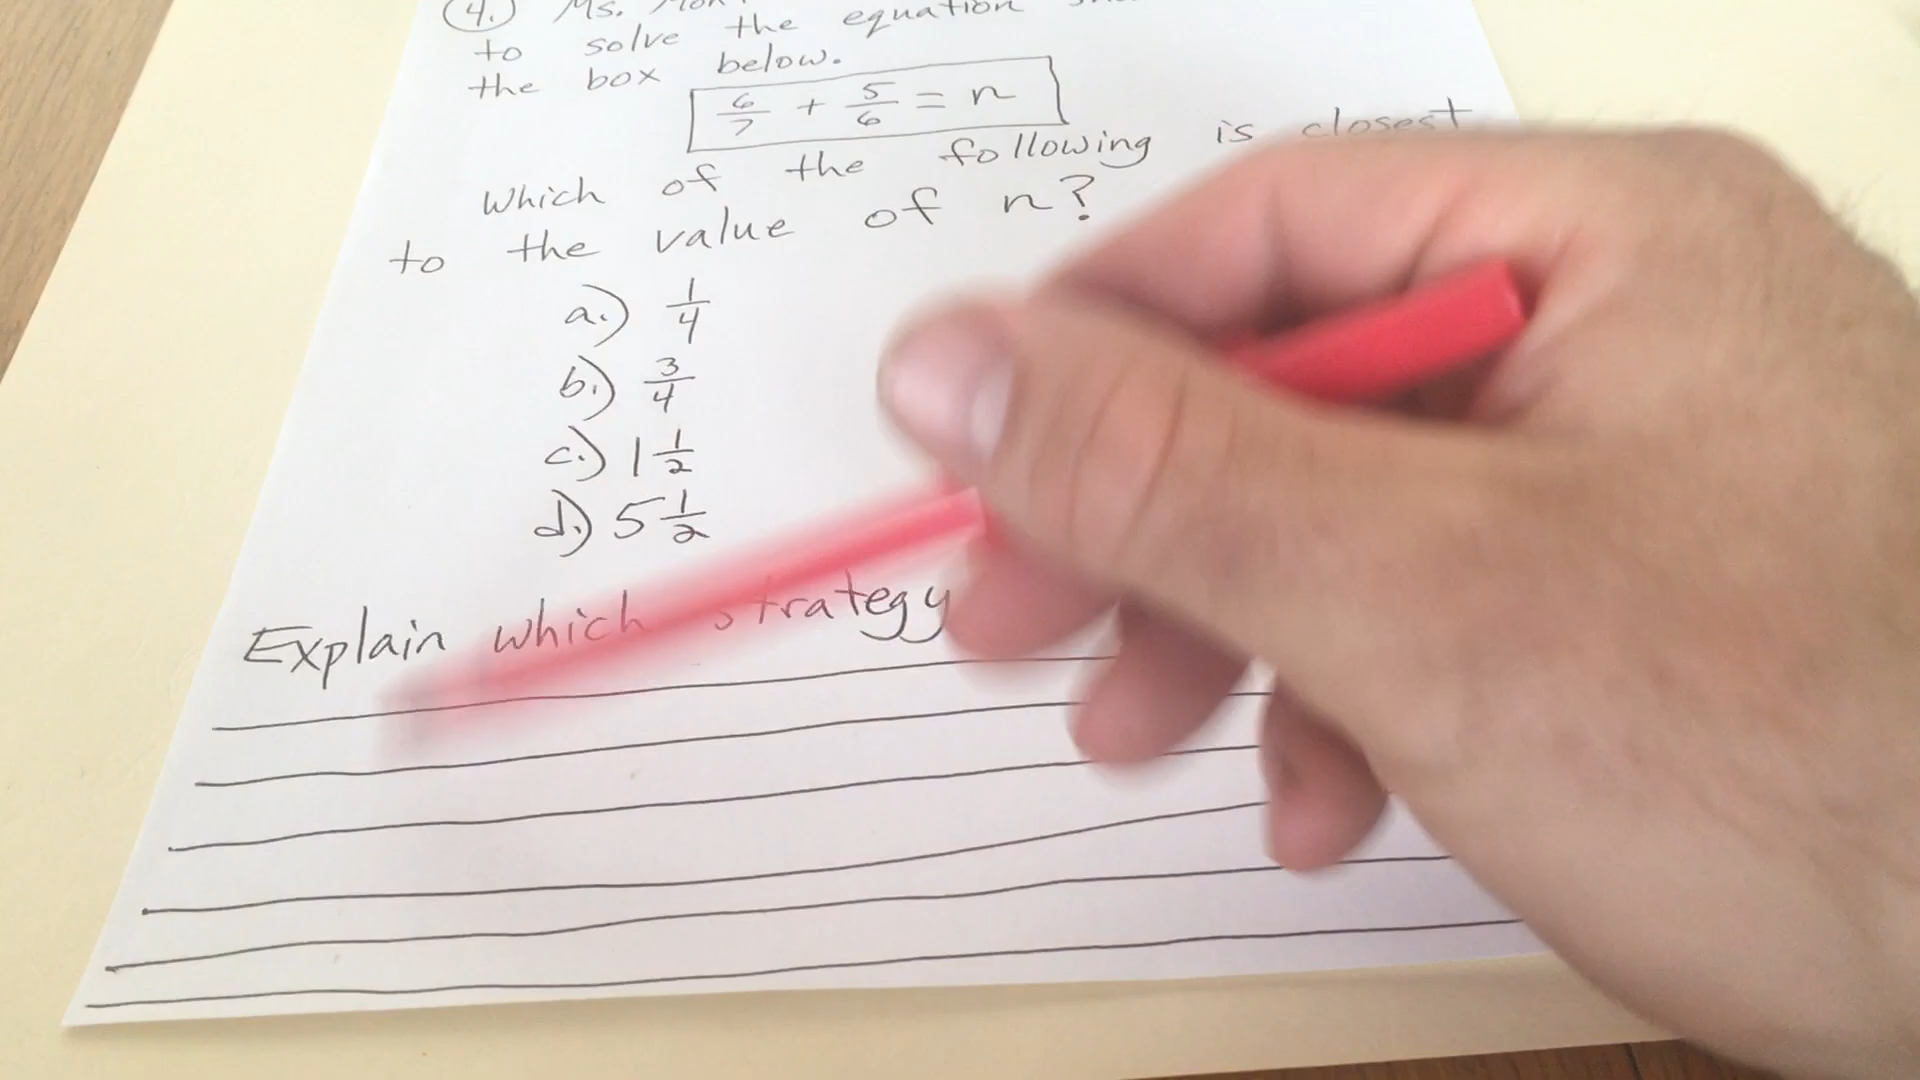 4. Ms.
to solve the equation
the box below.
6/7 + 5/6 = n
Which of the following is closest
to the value of n?
a.) 1/4
b.) 3/4
c.) 1 1/2
d.) 5 1/2
Explain which strategy